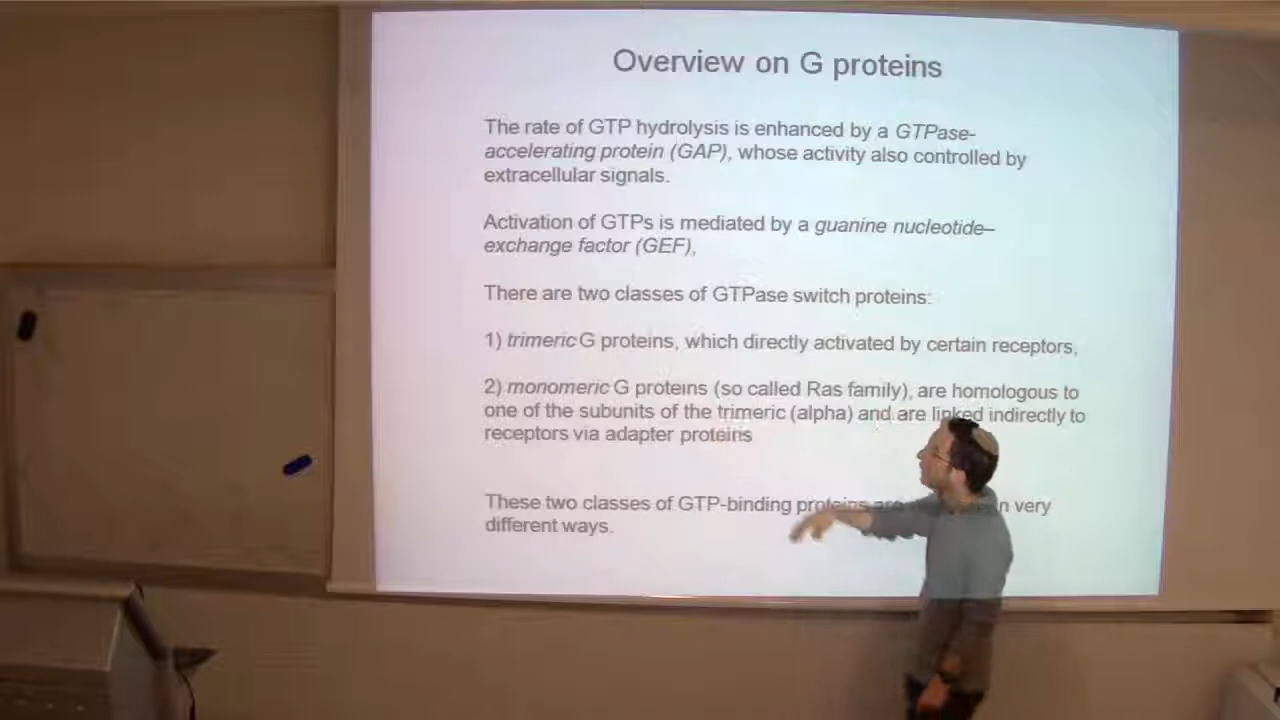 Overview on G proteins
The rate of GTP hydrolysis is enhanced by a GTPase-
accelerating protein (GAP), whose activity also controlled by
extracellular signals.
Activation of GTPs is mediated by a guanine nucleotide–
exchange factor (GEF),
There are two classes of GTPase switch proteins:
1) trimeric G proteins, which directly activated by certain receptors,
2) monomeric G proteins (so called Ras family), are homologous to
one of the subunits of the trimeric (alpha) and are linked indirectly to
receptors via adapter proteins
These two classes of GTP-binding proteins are very
different ways.